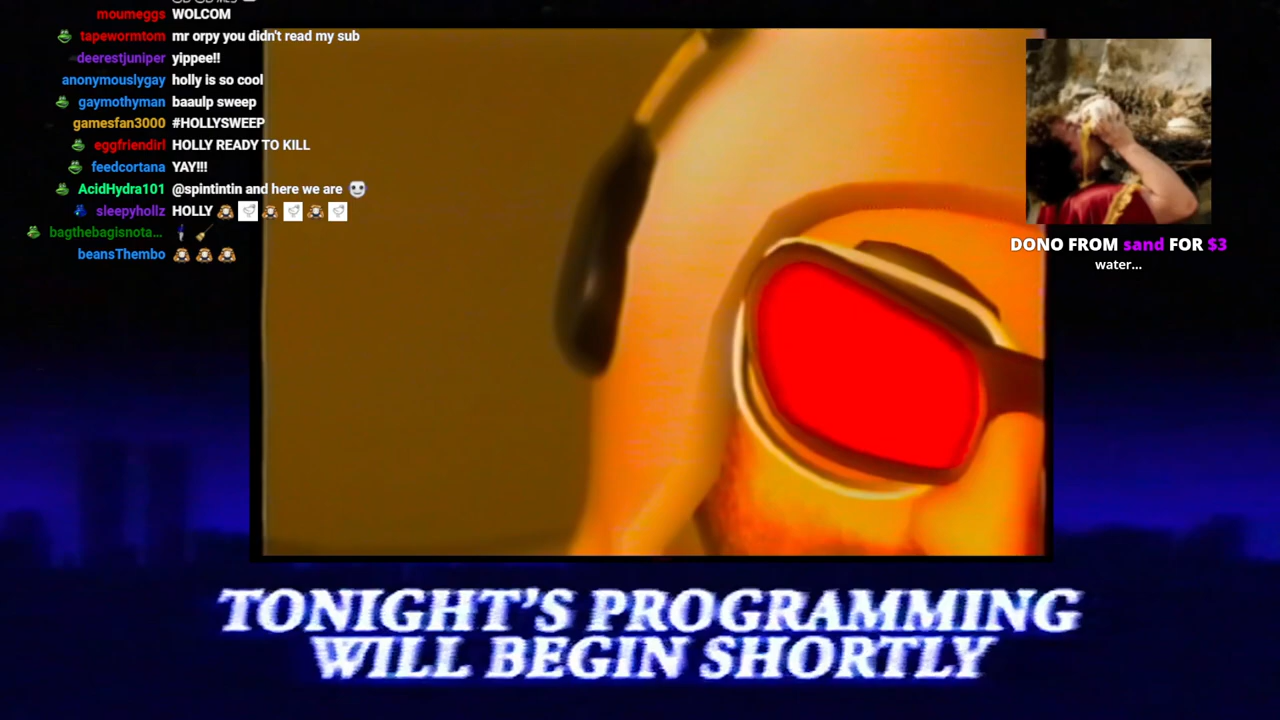 moumeggs WOLCOM
tapewormtom mr orpy you didn't read my sub
deerestjuniper yippee!!
anonymouslygay holly is so cool
gaymothyman baaulp sweep
gamesfan3000 #HOLLYSWEEP
eggfriendirl HOLLY READY TO KILL
feedcortana YAY!!!
AcidHydra101 @spintintin and here we are
sleepyhollz HOLLY
bagthebagisnota...
beansThembo
DONO FROM sand FOR $3
water...
TONIGHT'S PROGRAMMING
WILL BEGIN SHORTLY